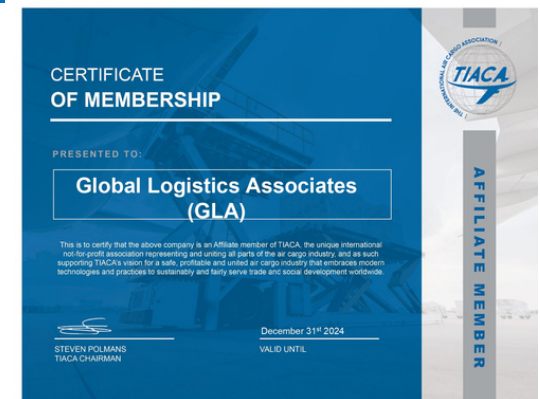 CERTIFICATE
OF MEMBERSHIP
PRESENTED TO:
Global Logistics Associates
(GLA)
This is to certify that the above company is an Affiliate member of TIACA, the unique international
not-for-profit association representing and uniting all parts of the air cargo industry, and as such
supporting TIACA's vision for a safe, profitable and united air cargo industry that embraces modern
technologies and practices to sustainably and fairly serve trade and social development worldwide.
STEVEN POLMANS
TIACA CHAIRMAN
December 31st 2024
VALID UNTIL
THE INTERNATIONAL AIR CARGO ASSOCIATION
TIACA
AFFILIATE MEMBER